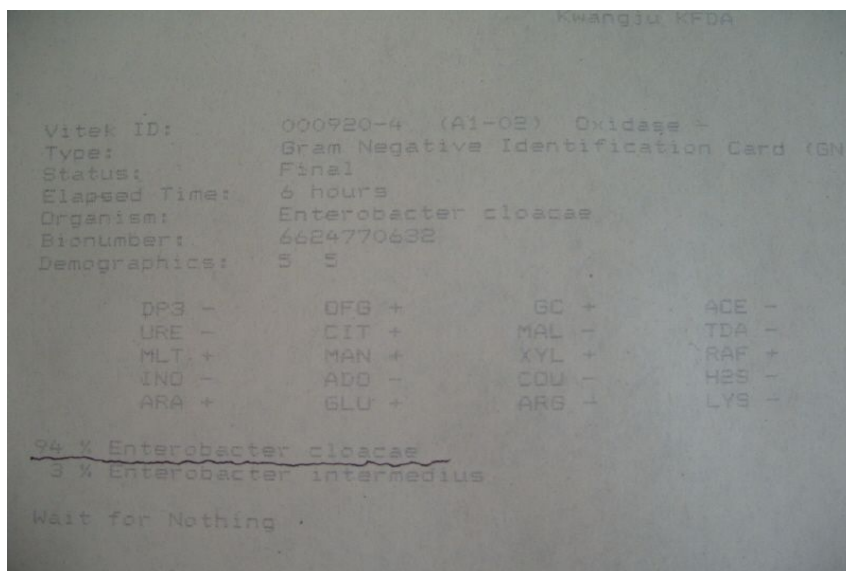 Kwangju KFDA
Vitek ID: 000920-4 (A1-02) Oxidase -
Type: Gram Negative Identification Card (GN
Status: Final
Elapsed Time: 6 hours
Organism: Enterobacter cloacae
Bionumber: 6624770632
Demographics: 5 5
DP3 - OFG + GC + ACE -
URE - CIT + MAL - TDA -
MLT + MAN + XYL + RAF +
INO - ADO - COU - H2S -
ARA + GLU + ARG + LYS -
94 % Enterobacter cloacae
3 % Enterobacter intermedius
Wait for Nothing